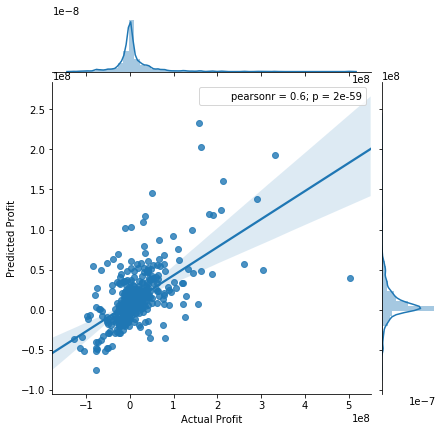 1e−8
1e8
1e8
1e8
pearsonr = 0.6; p = 2e-59
2.5
2.0
1.5
1.0
0.5
0.0
−0.5
−1.0
Predicted Profit
−1 0 1 2 3 4 5
1e−7
Actual Profit
1e8